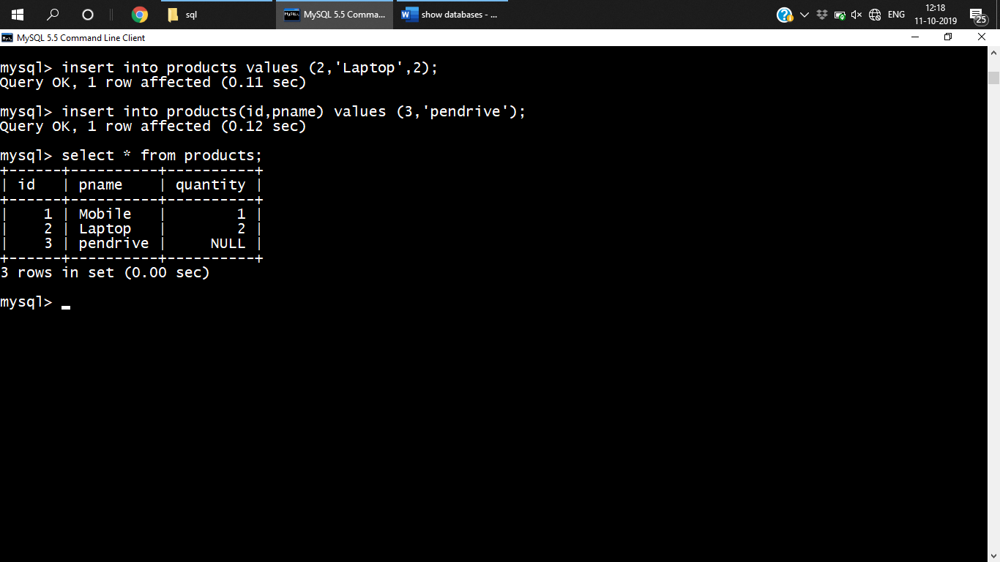 sql
MySQL 5.5 Comma...
show databases - ...
ENG
12:18
11-10-2019
25
MySQL 5.5 Command Line Client
mysql> insert into products values (2,'Laptop',2);
Query OK, 1 row affected (0.11 sec)
mysql> insert into products(id,pname) values (3,'pendrive');
Query OK, 1 row affected (0.12 sec)
mysql> select * from products;
+------+----------+----------+
| id   | pname    | quantity |
+------+----------+----------+
|    1 | Mobile   |        1 |
|    2 | Laptop   |        2 |
|    3 | pendrive |     NULL |
+------+----------+----------+
3 rows in set (0.00 sec)
mysql> _